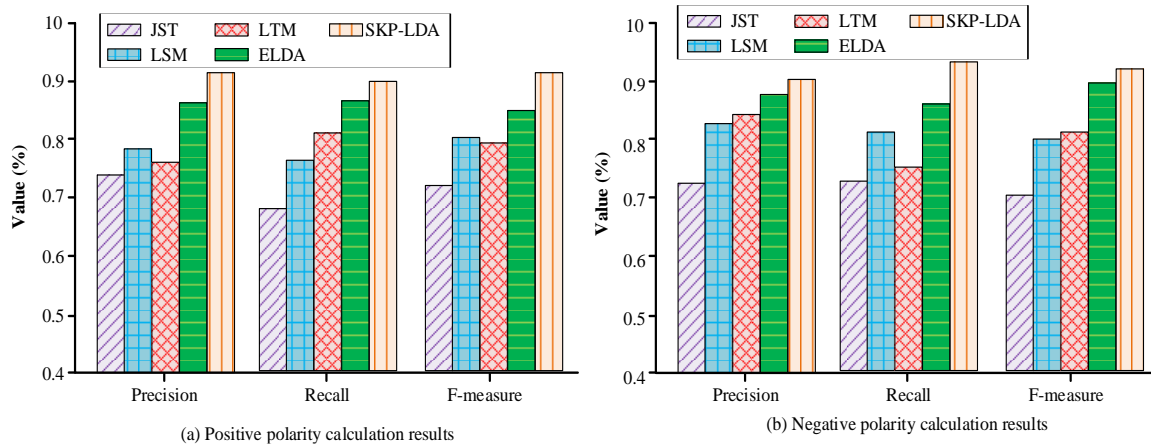 10
0.9
0.8
0.7
0.6
0.5
0.4
Value (%)
JST
LTM
SKP-LDA
LSM
ELDA
Precision
Recall
F-measure
(a) Positive polarity calculation results
10
0.9
0.8
0.7
0.6
0.5
0.4
Value (%)
JST
LTM
SKP-LDA
LSM
ELDA
Precision
Recall
F-measure
(b) Negative polarity calculation results